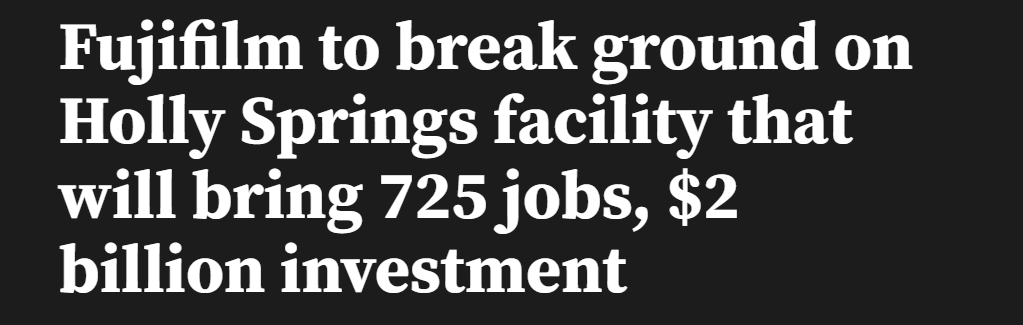 Fujifilm to break ground on
Holly Springs facility that
will bring 725 jobs, $2
billion investment